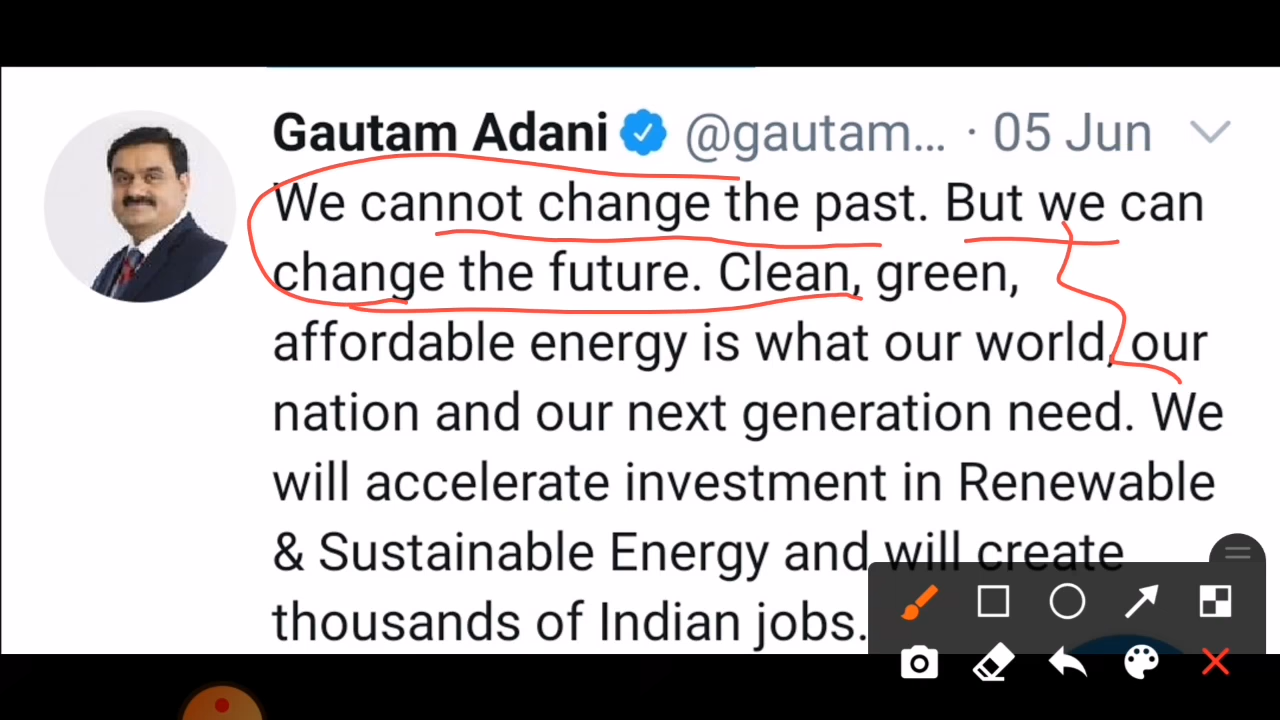 Gautam Adani @gautam... · 05 Jun
We cannot change the past. But we can
change the future. Clean, green,
affordable energy is what our world, our
nation and our next generation need. We
will accelerate investment in Renewable
& Sustainable Energy and will create
thousands of Indian jobs.